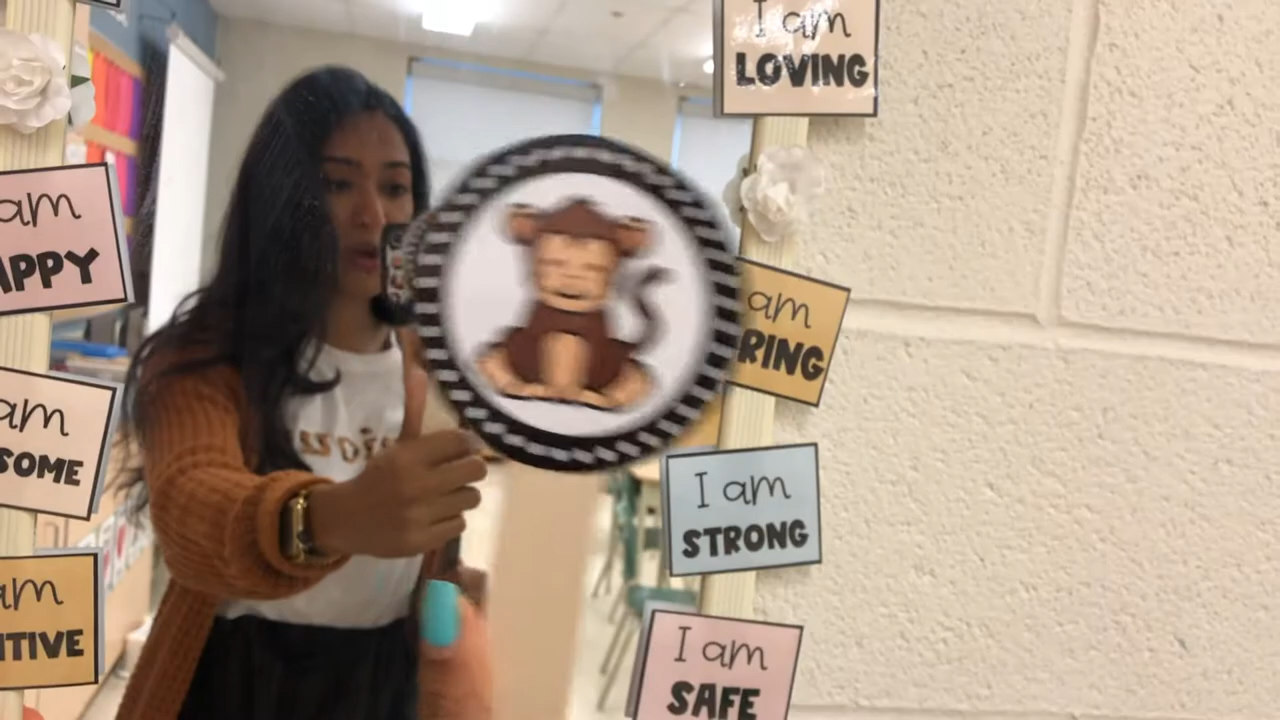 I am
LOVING
am
APPY
am
RING
am
SOME
I am
STRONG
am
ITIVE
I am
SAFE